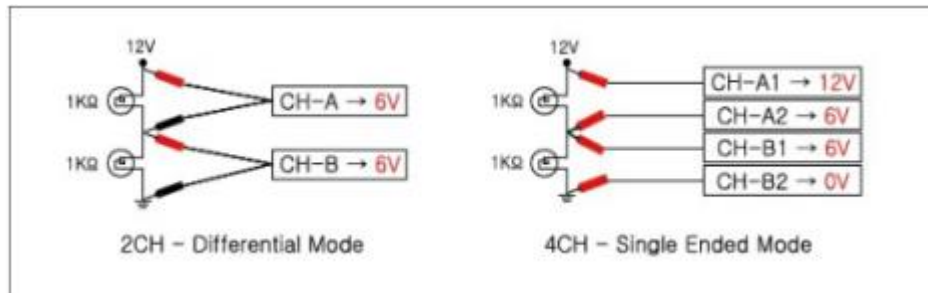 12V
1KΩ
CH-A → 6V
1KΩ
CH-B → 6V
2CH - Differential Mode
12V
1KΩ
CH-A1 → 12V
CH-A2 → 6V
1KΩ
CH-B1 → 6V
CH-B2 → 0V
4CH - Single Ended Mode